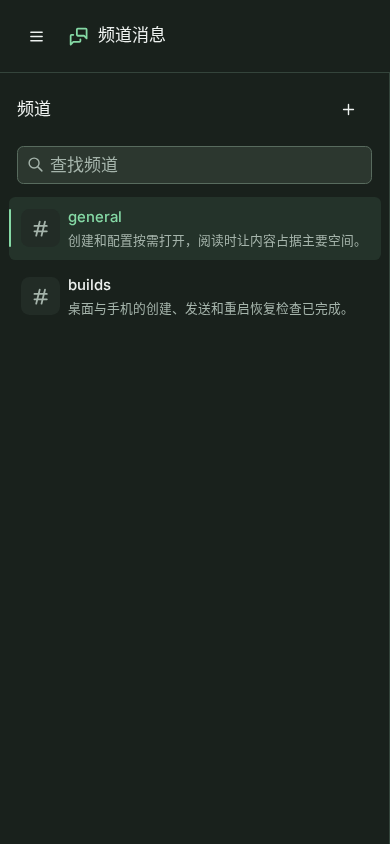 频道消息
频道
查找频道
general
创建和配置按需打开，阅读时让内容占据主要空间。
builds
桌面与手机的创建、发送和重启恢复检查已完成。